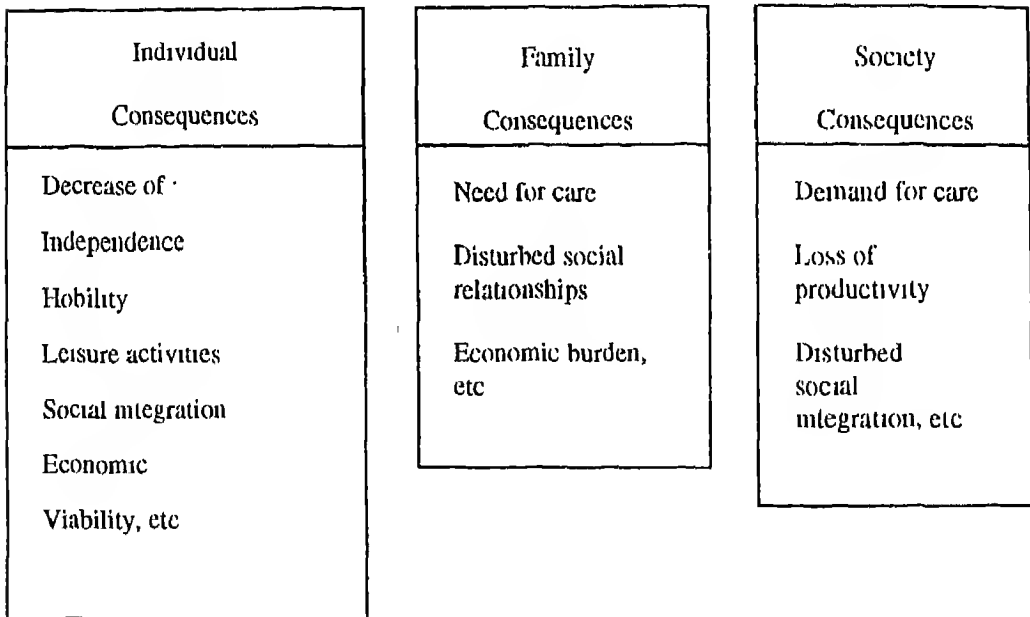 Individual
Consequences
Decrease of
Independence
Hobility
Leisure activities
Social integration
Economic
Viability, etc
Family
Consequences
Need for care
Disturbed social
relationships
Economic burden,
etc
Society
Consequences
Demand for care
Loss of
productivity
Disturbed
social
integration, etc